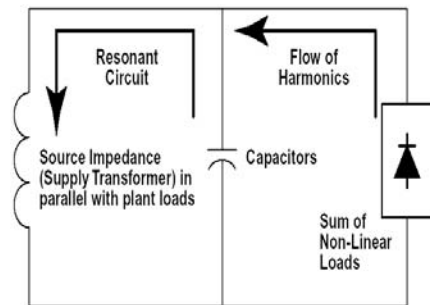 Resonant
Circuit
Flow of
Harmonics
Source Impedance
(Supply Transformer) in
parallel with plant loads
Capacitors
Sum of
Non-Linear
Loads